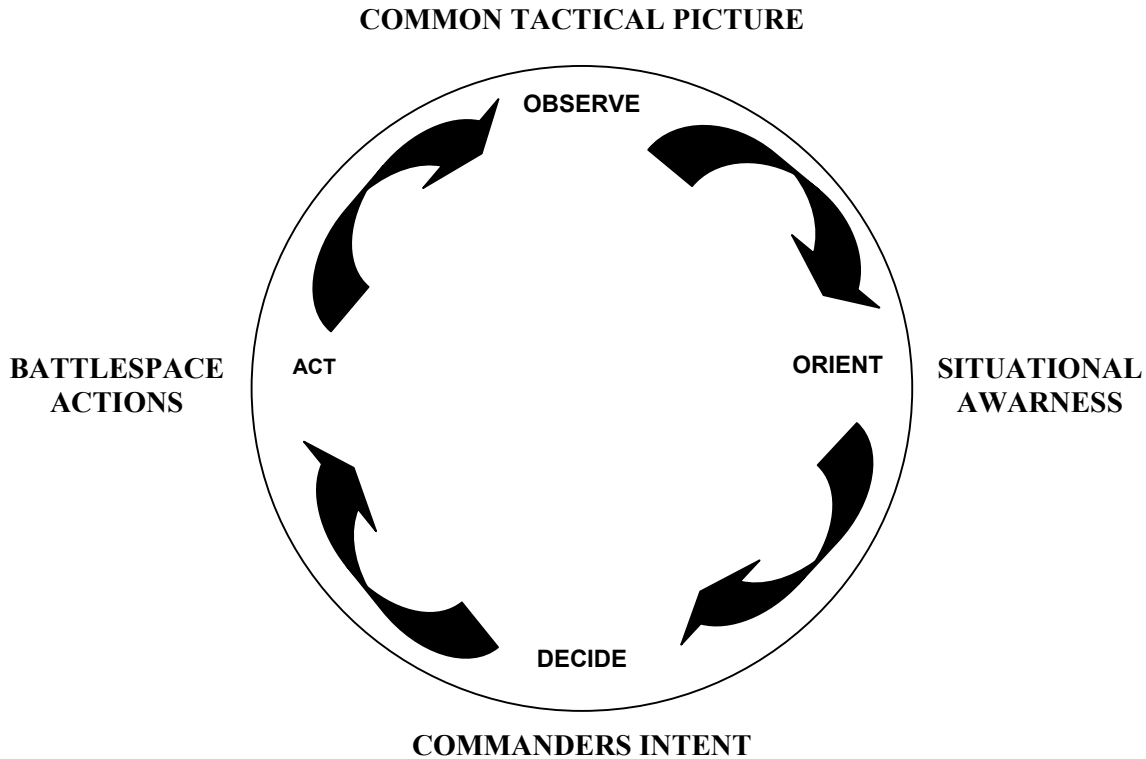 COMMON TACTICAL PICTURE
OBSERVE
BATTLESPACE
ACTIONS
ACT
ORIENT
SITUATIONAL
AWARNESS
DECIDE
COMMANDERS INTENT